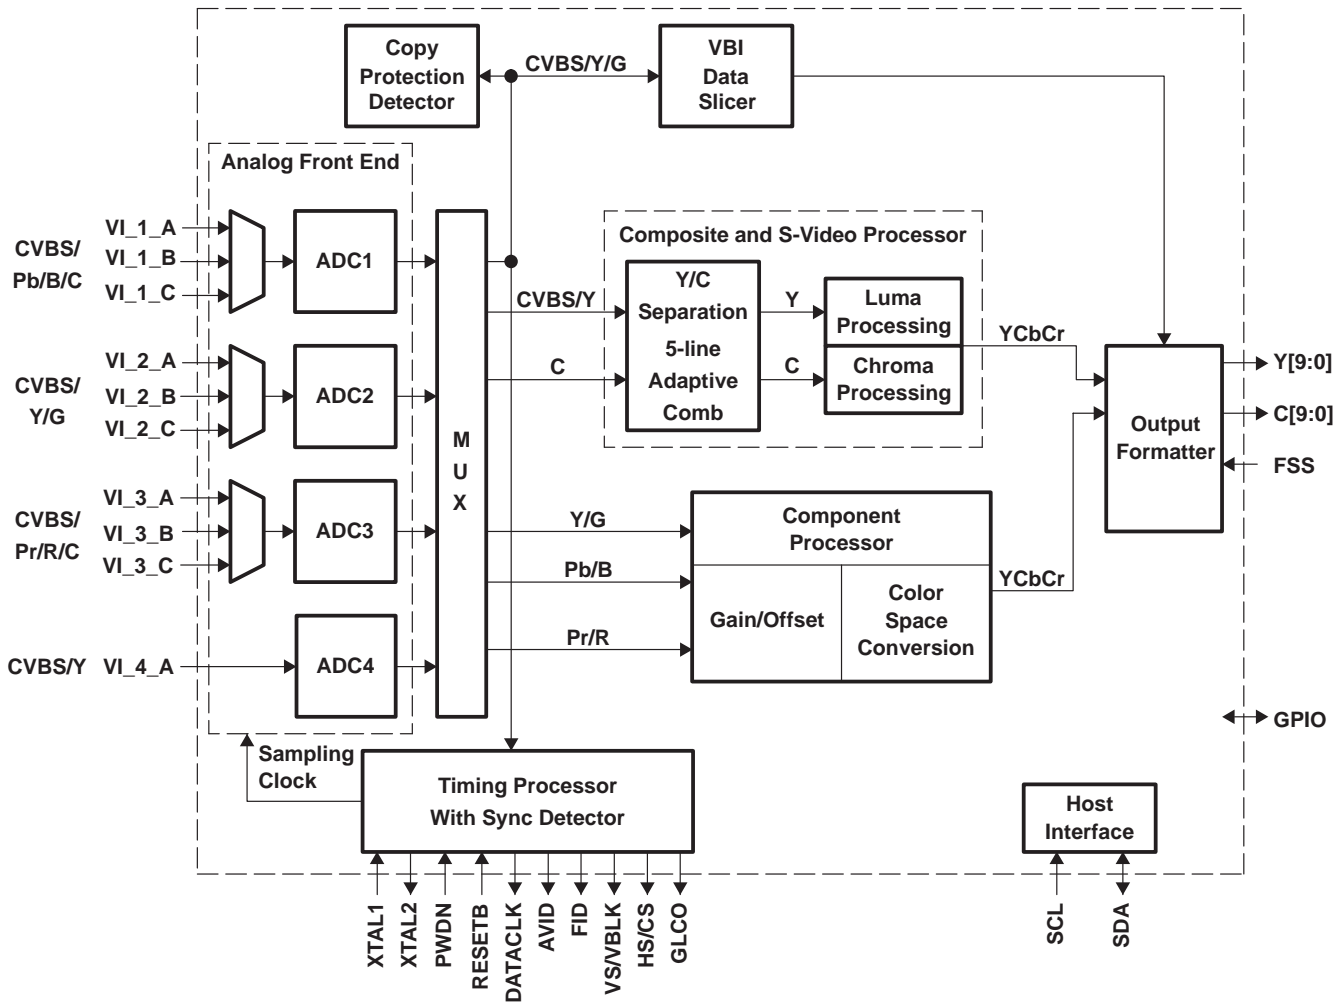 Copy
Protection
Detector
CVBS/Y/G
VBI
Data
Slicer
Analog Front End
CVBS/
Pb/B/C
VI_1_A
VI_1_B
VI_1_C
ADC1
CVBS/
Y/G
VI_2_A
VI_2_B
VI_2_C
ADC2
CVBS/
Pr/R/C
VI_3_A
VI_3_B
VI_3_C
ADC3
CVBS/Y
VI_4_A
ADC4
M
U
X
Composite and S-Video Processor
CVBS/Y
C
Y/C
Separation
5-line
Adaptive
Comb
Y
C
Luma
Processing
Chroma
Processing
YCbCr
Y/G
Pb/B
Pr/R
Component
Processor
Gain/Offset
Color
Space
Conversion
YCbCr
Output
Formatter
Y[9:0]
C[9:0]
FSS
GPIO
Sampling
Clock
Timing Processor
With Sync Detector
Host
Interface
XTAL1
XTAL2
PWDN
RESETB
DATACLK
AVID
FID
VS/VBLK
HS/CS
GLCO
SCL
SDA